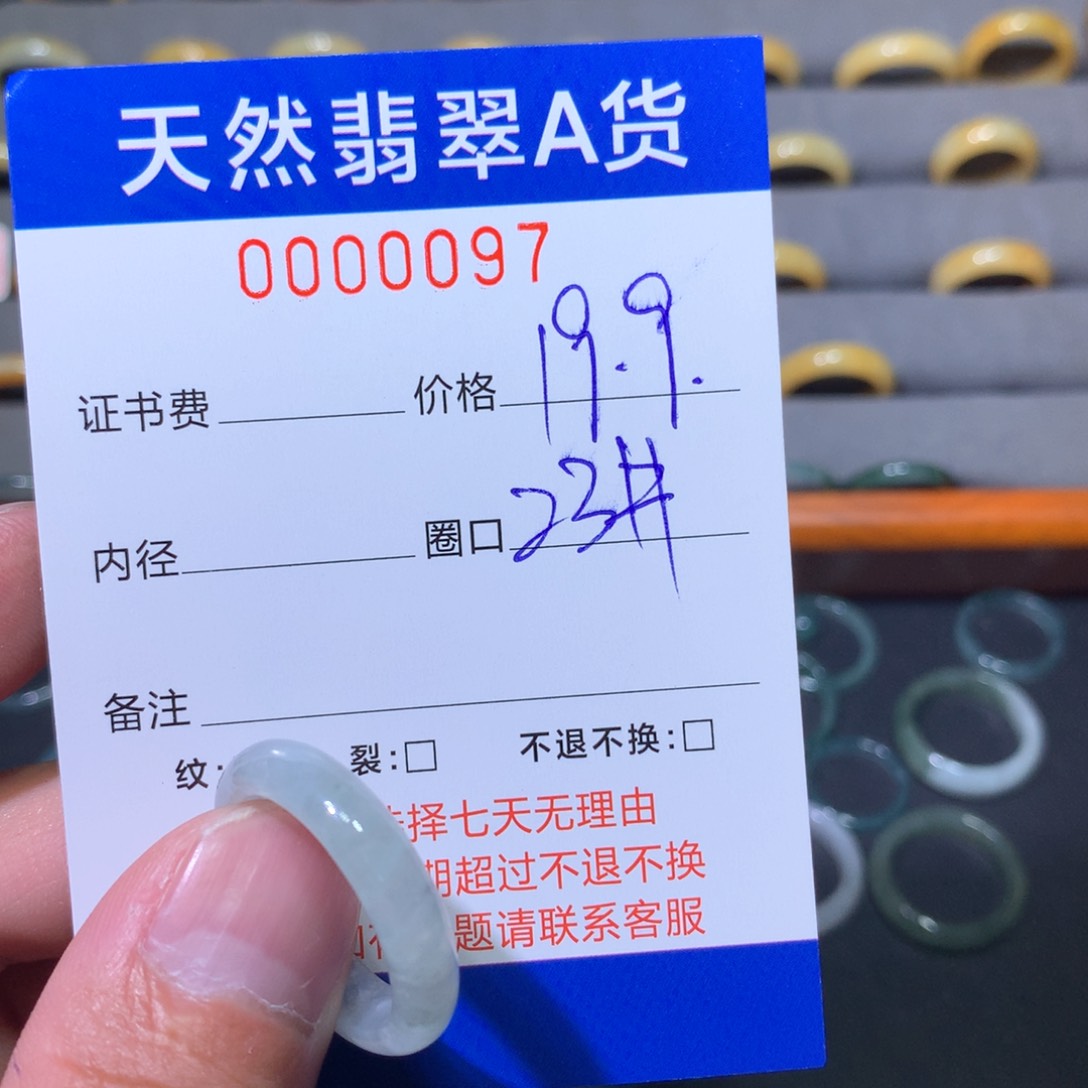 天然翡翠A货
0000097
证书费 价格 19.9.
内径 圈口 23#
备注
纹: 裂:□ 不退不换:□
择七天无理由
期超过不退不换
题请联系客服